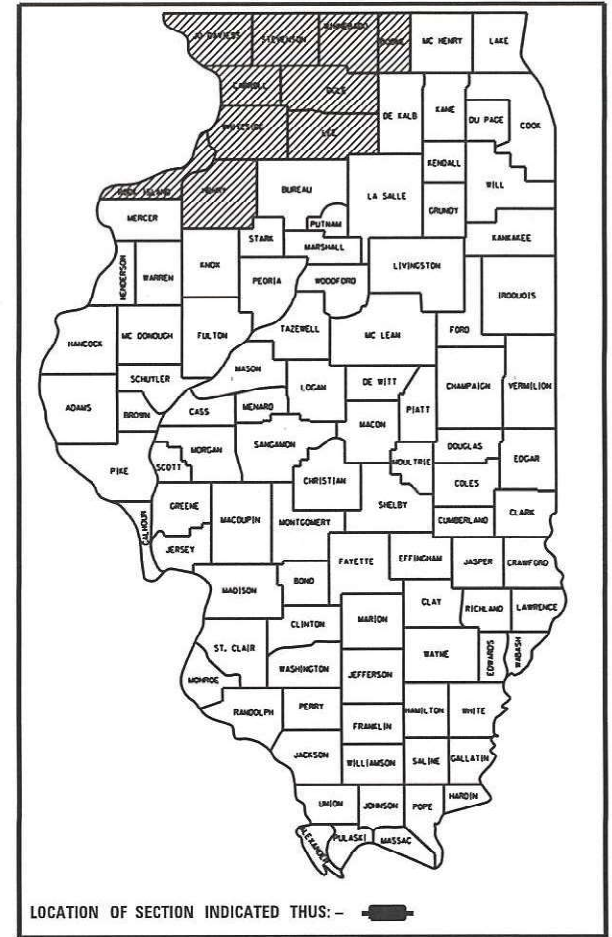 JO DAVIESS STEPHENSON WINNEBAGO BOONE MC HENRY LAKE
CARROLL OGLE DE KALB KANE DU PAGE COOK
WHITESIDE LEE KENDALL WILL
ROCK ISLAND HENRY BUREAU LA SALLE GRUNDY
MERCER PUTNAM KANKAKEE
STARK MARSHALL
HENDERSON WARREN KNOX PEORIA WOODFORD LIVINGSTON IROQUOIS
HANCOCK MC DONOUGH FULTON TAZEWELL MC LEAN FORD
MASON
SCHUYLER LOGAN DE WITT CHAMPAIGN VERMILION
ADAMS BROWN CASS MENARD PIATT
MACON
MORGAN SANGAMON DOUGLAS EDGAR
PIKE SCOTT CHRISTIAN MOULTRIE COLES
GREENE MACOUPIN MONTGOMERY SHELBY CUMBERLAND CLARK
CALHOUN JERSEY FAYETTE EFFINGHAM JASPER CRAWFORD
MADISON BOND CLAY RICHLAND LAWRENCE
CLINTON MARION
ST. CLAIR WASHINGTON WAYNE EDWARDS WABASH
MONROE JEFFERSON
RANDOLPH PERRY HAMILTON WHITE
FRANKLIN
JACKSON WILLIAMSON SALINE GALLATIN
UNION JOHNSON POPE HARDIN
ALEXANDER PULASKI MASSAC
LOCATION OF SECTION INDICATED THUS: –